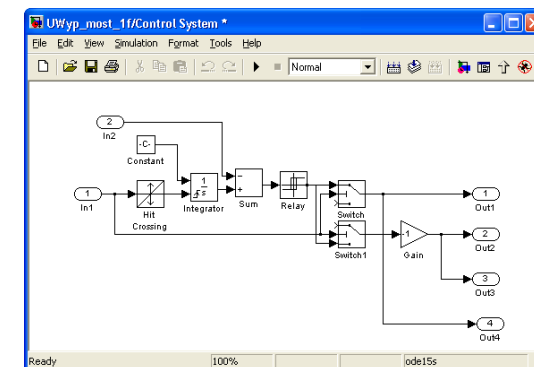 UWyp_most_1f/Control System *
File Edit View Simulation Format Tools Help
Normal
2
In2
-C-
Constant
1
In1
Hit
Crossing
1
s
Integrator
−
+
Sum
Relay
Switch
Switch1
-1
Gain
1
Out1
2
Out2
3
Out3
4
Out4
Ready 100% ode15s